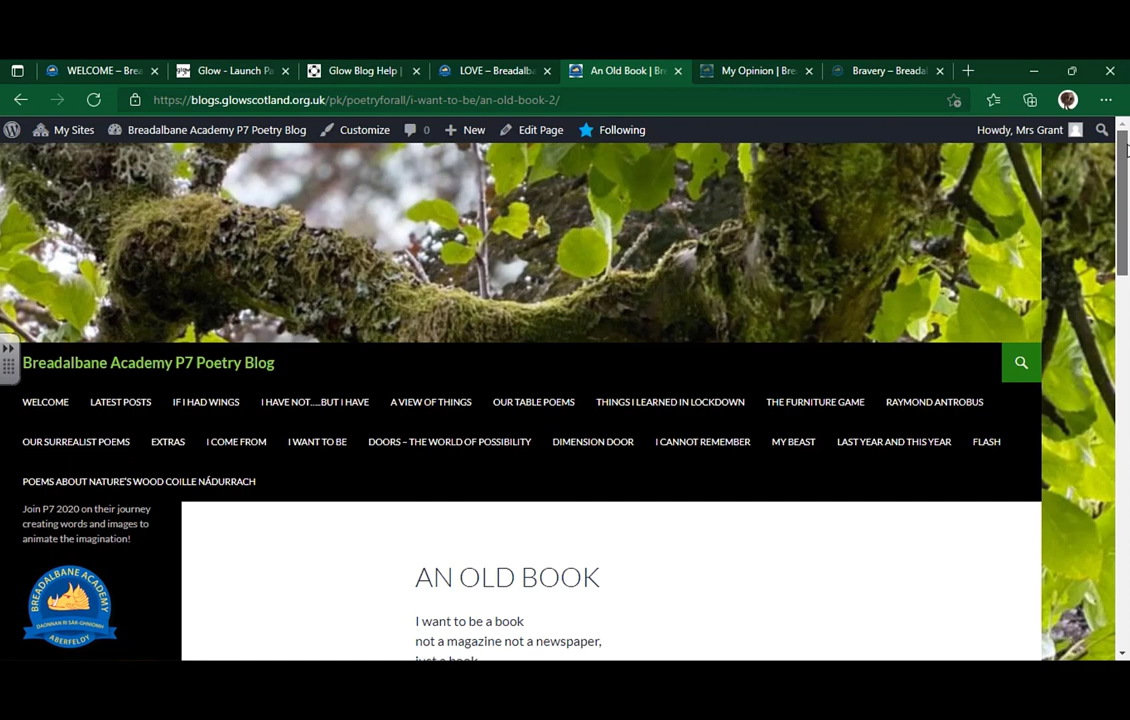 WELCOME – Brea
Glow - Launch Pa
Glow Blog Help |
LOVE – Breadalb
An Old Book | Bre
My Opinion | Bre
Bravery – Breadal
https://blogs.glowscotland.org.uk/pk/poetryforall/i-want-to-be/an-old-book-2/
My Sites Breadalbane Academy P7 Poetry Blog Customize 0 New Edit Page Following Howdy, Mrs Grant
Breadalbane Academy P7 Poetry Blog
WELCOME LATEST POSTS IF I HAD WINGS I HAVE NOT.....BUT I HAVE A VIEW OF THINGS OUR TABLE POEMS THINGS I LEARNED IN LOCKDOWN THE FURNITURE GAME RAYMOND ANTROBUS
OUR SURREALIST POEMS EXTRAS I COME FROM I WANT TO BE DOORS – THE WORLD OF POSSIBILITY DIMENSION DOOR I CANNOT REMEMBER MY BEAST LAST YEAR AND THIS YEAR FLASH
POEMS ABOUT NATURE'S WOOD COILLE NÁDURRACH
Join P7 2020 on their journey
creating words and images to
animate the imagination!
BREADALBANE ACADEMY
DAONNAN RI SÀR-GHNIOMH
ABERFELDY
AN OLD BOOK
I want to be a book
not a magazine not a newspaper,
just a book